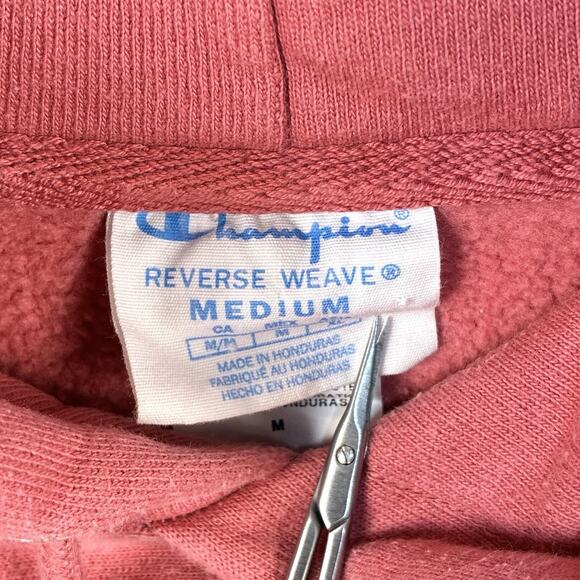 Champion®
REVERSE WEAVE®
MEDIUM
CA MEX
M/M M
MADE IN HONDURAS
FABRIQUÉ AU HONDURAS
HECHO EN HONDURAS
M